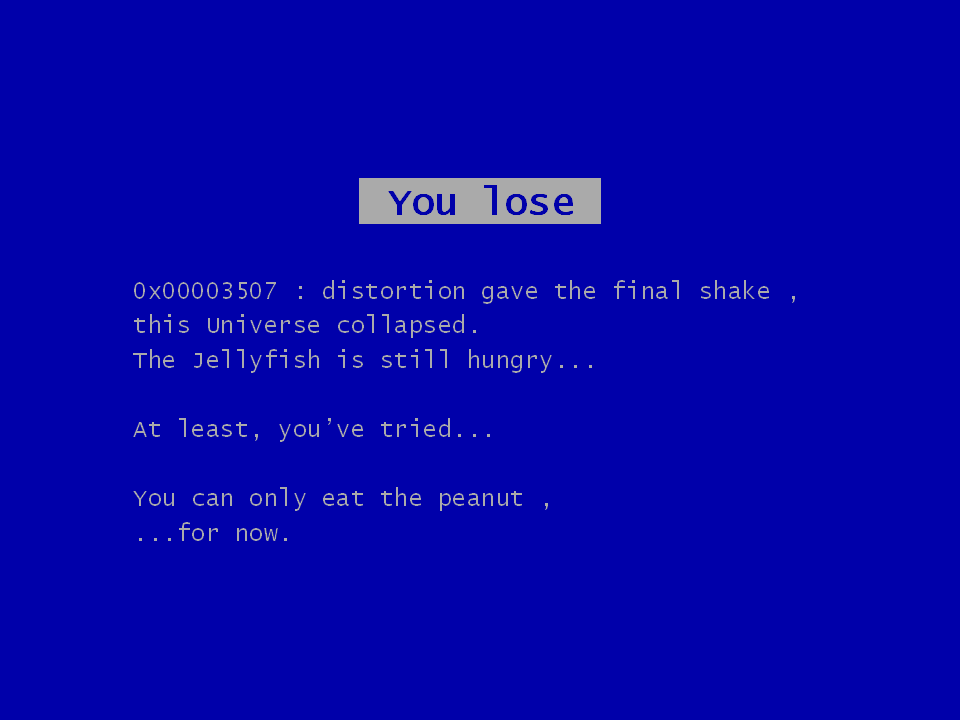 You lose
0x00003507 : distortion gave the final shake ,
this Universe collapsed.
The Jellyfish is still hungry...
At least, you've tried...
You can only eat the peanut ,
...for now.